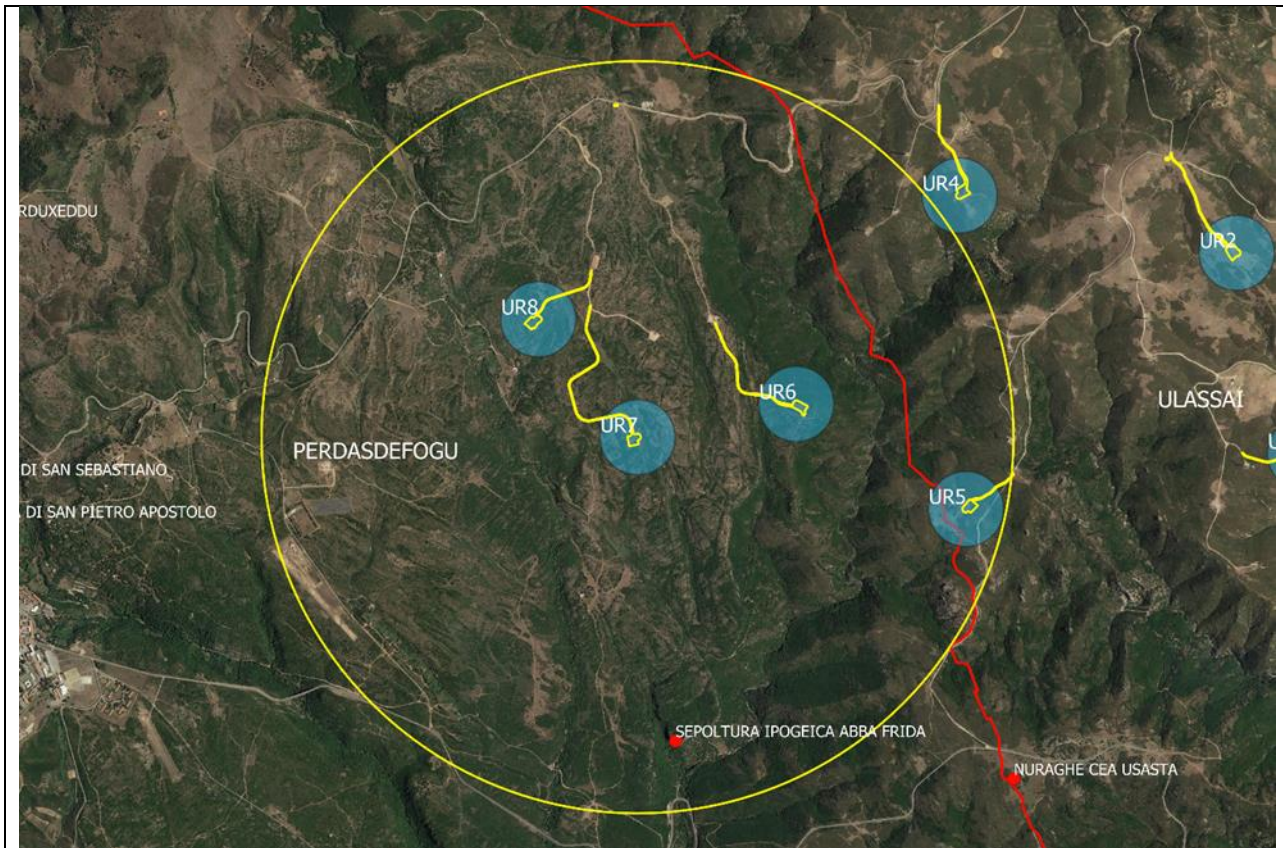 UR4
RDUXEDDU
UR2
UR8
UR6
ULASSAI
UR7
PERDASDEFOGU
DI SAN SEBASTIANO
UR5
DI SAN PIETRO APOSTOLO
SEPOLTURA IPOGEICA ABBA FRIDA
NURAGHE CEA USASTA